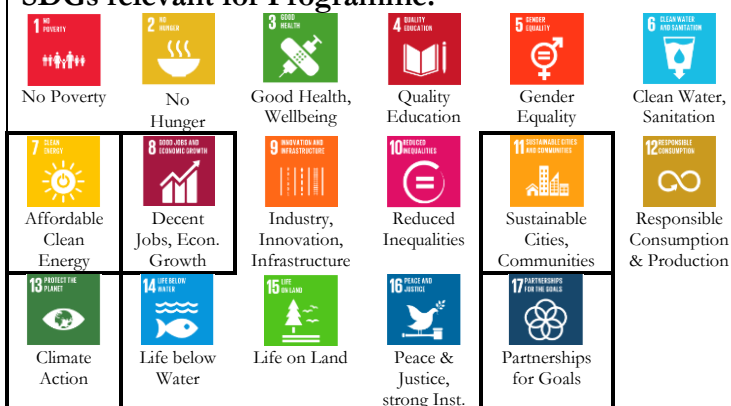 SDGs relevant for Programme:
1 NO POVERTY
2 NO HUNGER
3 GOOD HEALTH
4 QUALITY EDUCATION
5 GENDER EQUALITY
6 CLEAN WATER AND SANITATION
No Poverty
No Hunger
Good Health, Wellbeing
Quality Education
Gender Equality
Clean Water, Sanitation
7 CLEAN ENERGY
8 GOOD JOBS AND ECONOMIC GROWTH
9 INNOVATION AND INFRASTRUCTURE
10 REDUCED INEQUALITIES
11 SUSTAINABLE CITIES AND COMMUNITIES
12 RESPONSIBLE CONSUMPTION
Affordable Clean Energy
Decent Jobs, Econ. Growth
Industry, Innovation, Infrastructure
Reduced Inequalities
Sustainable Cities, Communities
Responsible Consumption & Production
13 PROTECT THE PLANET
14 LIFE BELOW WATER
15 LIFE ON LAND
16 PEACE AND JUSTICE
17 PARTNERSHIPS FOR THE GOALS
Climate Action
Life below Water
Life on Land
Peace & Justice, strong Inst.
Partnerships for Goals